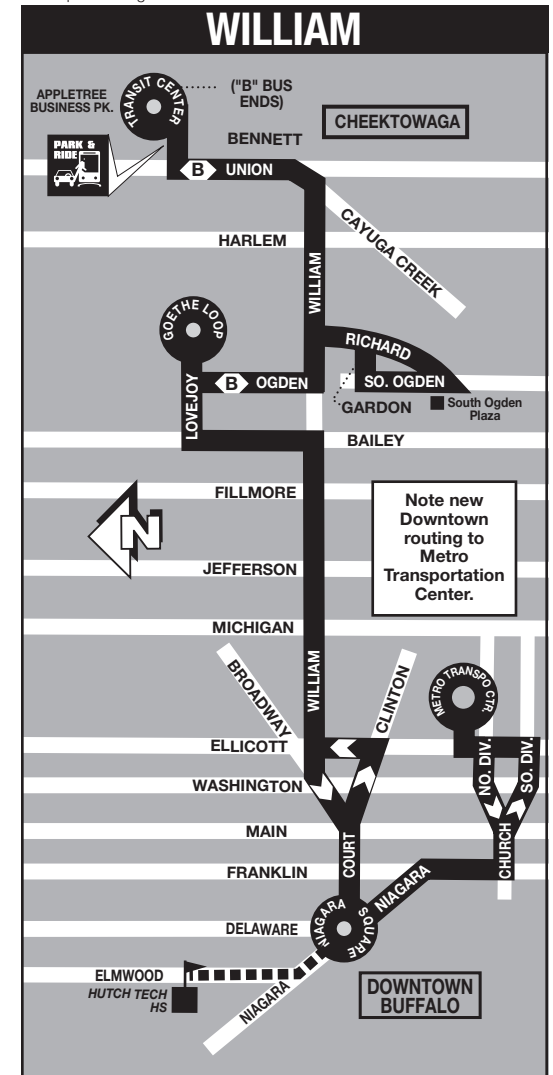 WILLIAM
APPLETREE
BUSINESS PK.
TRANSIT CENTER
("B" BUS
ENDS)
CHEEKTOWAGA
BENNETT
PARK &
RIDE
B
UNION
CAYUGA CREEK
HARLEM
WILLIAM
GOETHE LOOP
RICHARD
B
OGDEN
SO. OGDEN
LOVEJOY
GARDON
South Ogden
Plaza
BAILEY
FILLMORE
Note new
Downtown
routing to
Metro
Transportation
Center.
N
JEFFERSON
MICHIGAN
BROADWAY
WILLIAM
CLINTON
METRO TRANSPO CTR.
ELLICOTT
NO. DIV.
SO. DIV.
WASHINGTON
MAIN
COURT
CHURCH
FRANKLIN
NIAGARA
DELAWARE
NIAGARA
SQUARE
ELMWOOD
HUTCH TECH
HS
NIAGARA
DOWNTOWN
BUFFALO